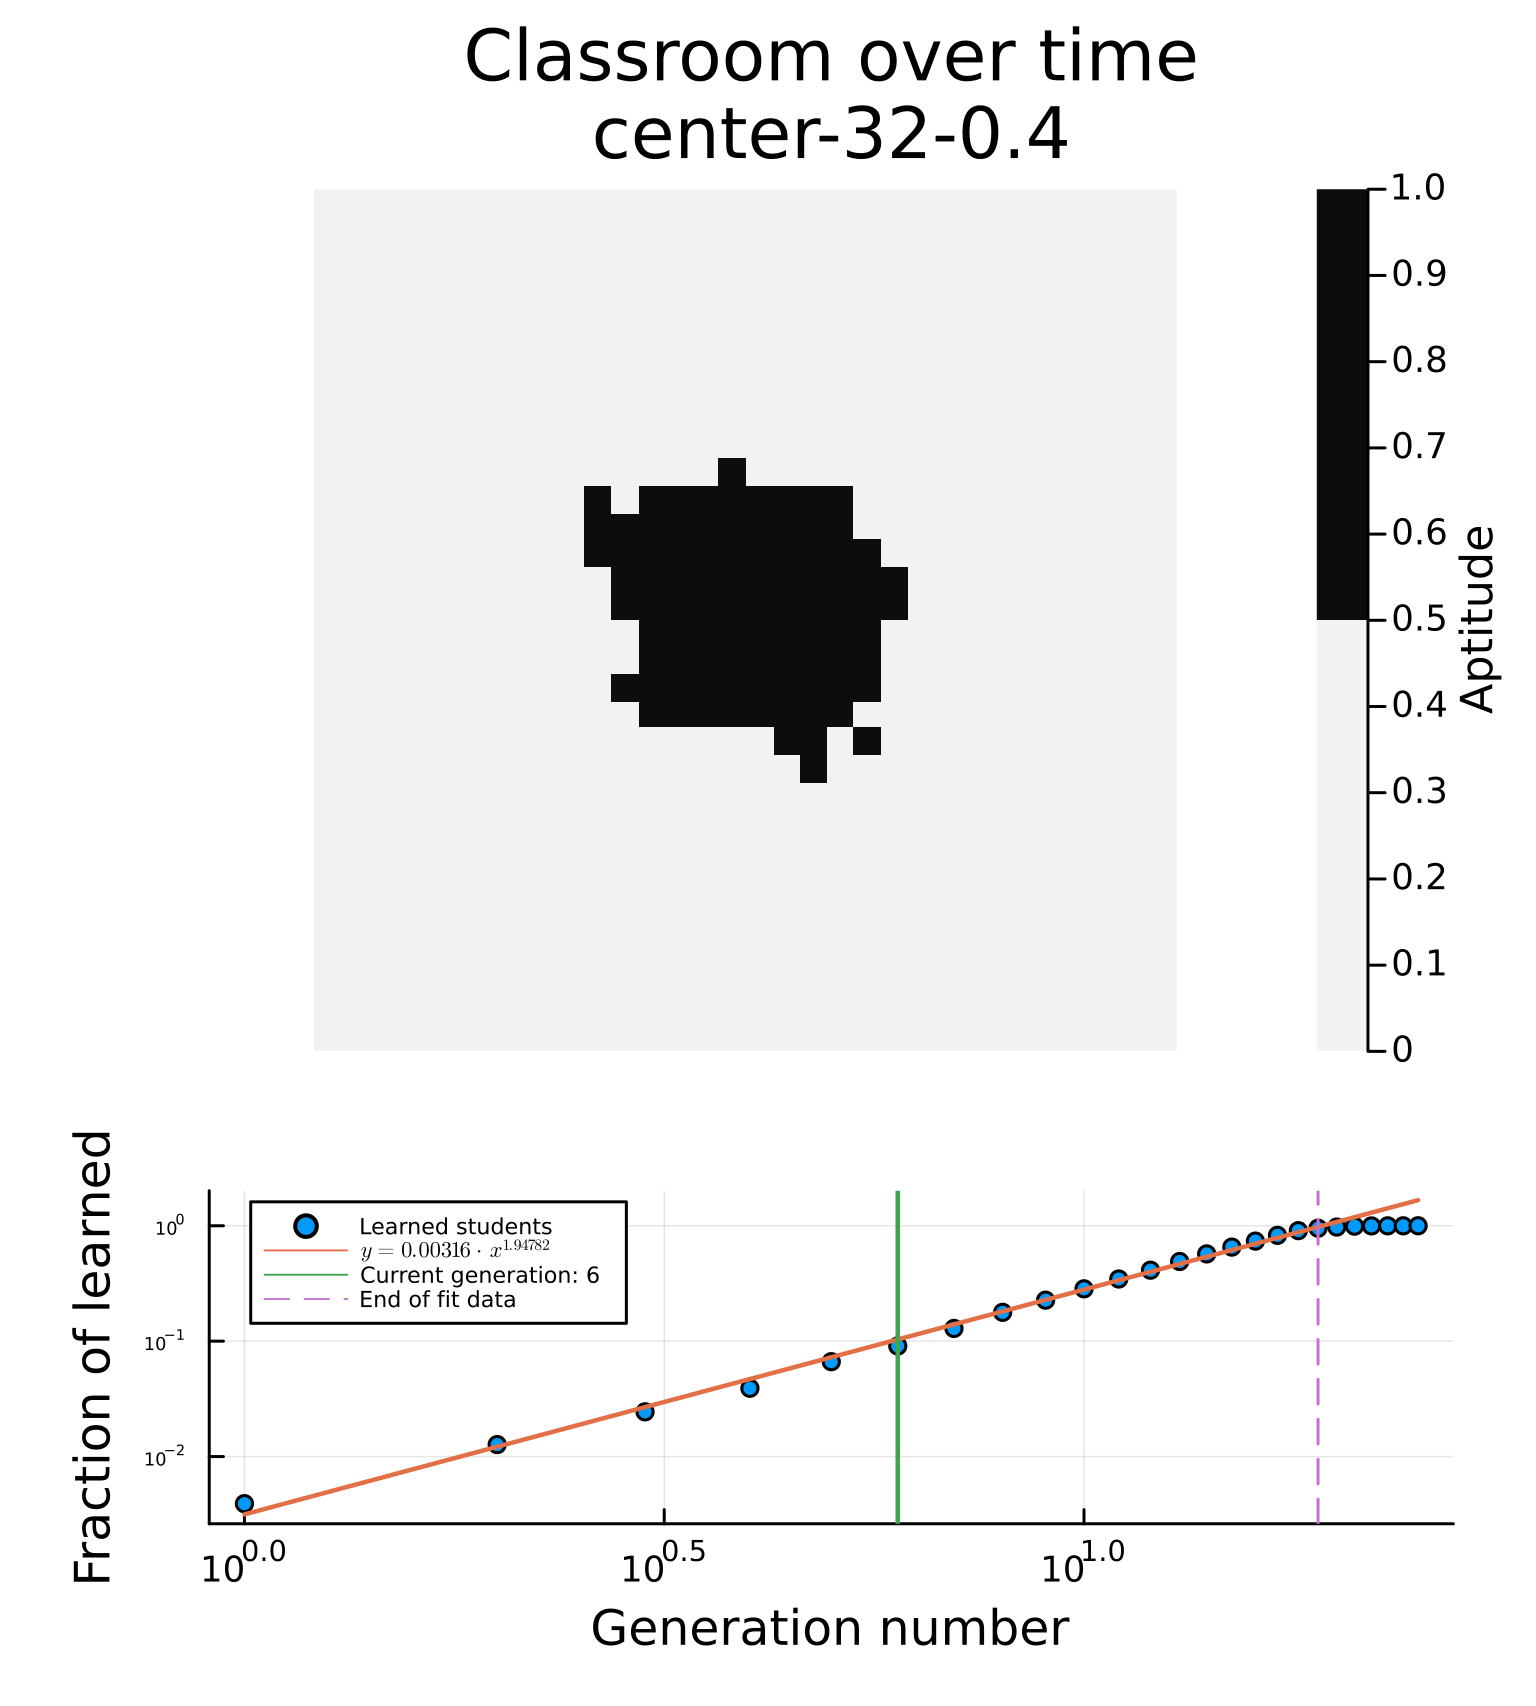 Classroom over time
center-32-0.4
1.0
0.9
0.8
0.7
0.6
0.5
0.4
0.3
0.2
0.1
0
Aptitude
Fraction of learned
10⁰
10⁻¹
10⁻²
Learned students
y = 0.00316 · x^1.94782
Current generation: 6
End of fit data
10^0.0
10^0.5
10^1.0
Generation number